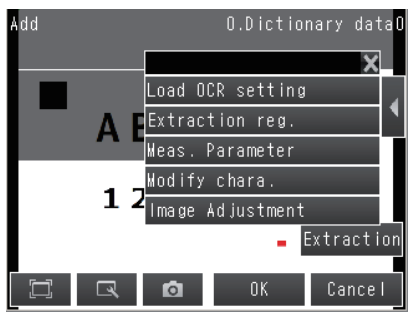 Add 0.Dictionary data0
Load OCR setting
A
Extraction reg.
Meas. Parameter
Modify chara.
1 2
Image Adjustment
Extraction
OK Cancel